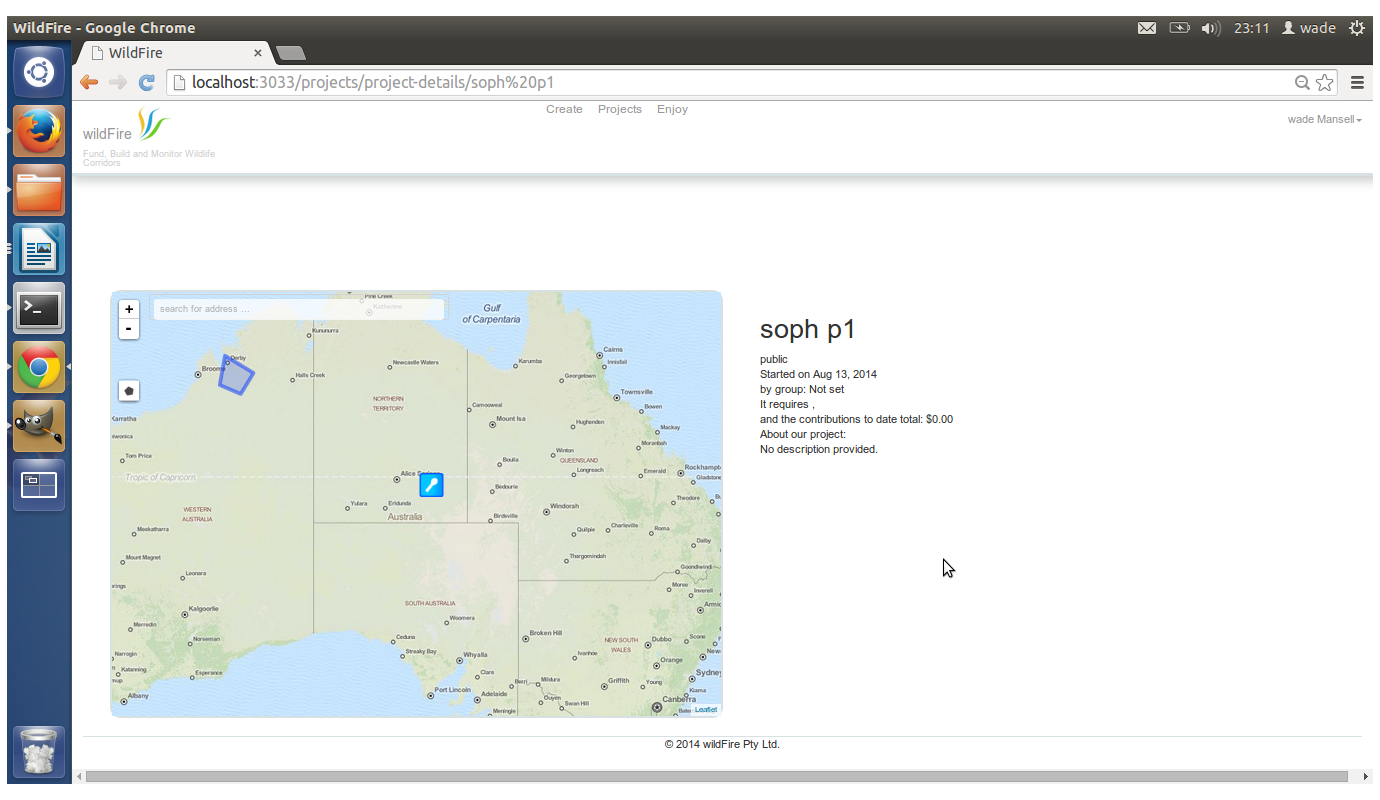 WildFire - Google Chrome
23:11 wade
WildFire
localhost:3033/projects/project-details/soph%20p1
Create Projects Enjoy
wade Mansell
wildFire
Fund, Build and Monitor Wildlife
Corridors
+
-
search for address ...
Pine Creek
Katherine
Gulf
of Carpentaria
Kununurra
Derby
Broome
Halls Creek
Newcastle Waters
Karumba
Cairns
Innisfail
Georgetown
Townsville
Bowen
NORTHERN
TERRITORY
Camooweal
Mount Isa
Hughenden
Mackay
Karratha
Tom Price
Moranbah
Winton
QUEENSLAND
Boulia
Longreach
Emerald
Rockhampt
Gladstone
Tropic of Capricorn
Alice
Bedourie
Theodore
Yulara
Erldunda
Australia
Birdsville
Windorah
WESTERN
AUSTRALIA
Meekatharra
Quilpie
Charleville
Roma
Dalby
Mount Magnet
Thargomindah
Goondiwindi
Leonora
Moree
Inverell
SOUTH AUSTRALIA
Kalgoorlie
Woomera
Merredin
Norseman
Ceduna
Broken Hill
NEW SOUTH
WALES
Dubbo
Scone
Narrogin
Streaky Bay
Whyalla
Ivanhoe
Orange
Katanning
Esperance
Clare
Berri
Mildura
Griffith
Young
Sydney
Albany
Port Lincoln
Adelaide
Ouyen
Swan Hill
Kiama
Canberra
Meningie
Leaflet
soph p1
public
Started on Aug 13, 2014
by group: Not set
It requires ,
and the contributions to date total: $0.00
About our project:
No description provided.
© 2014 wildFire Pty Ltd.